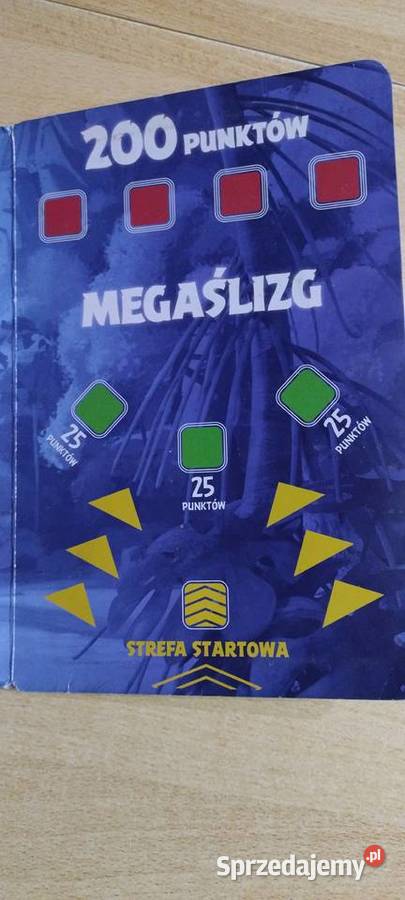 200 PUNKTÓW
MEGAŚLIZG
25
PUNKTÓW
25
PUNKTÓW
25
PUNKTÓW
STREFA STARTOWA
Sprzedajemy.pl